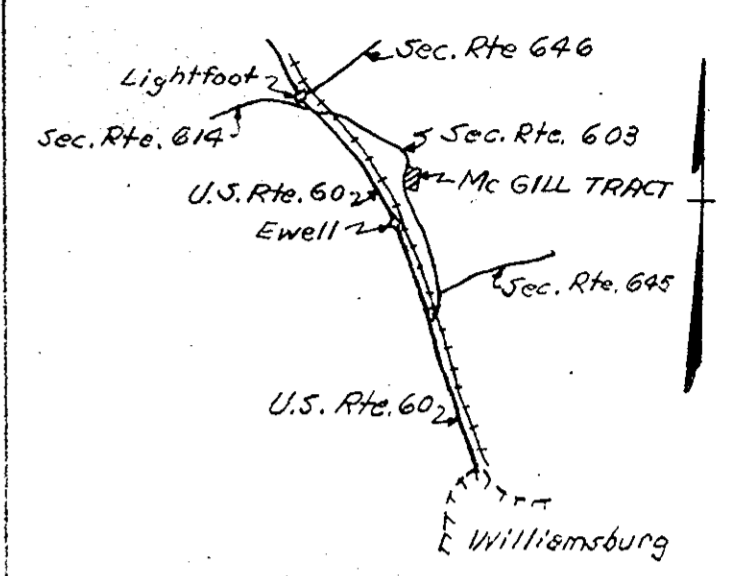 Sec. Rte 646
Lightfoot
Sec. Rte. 614
Sec. Rte. 603
Mc GILL TRACT
U.S. Rte. 60
Ewell
Sec. Rte. 645
U.S. Rte. 60
Williamsburg